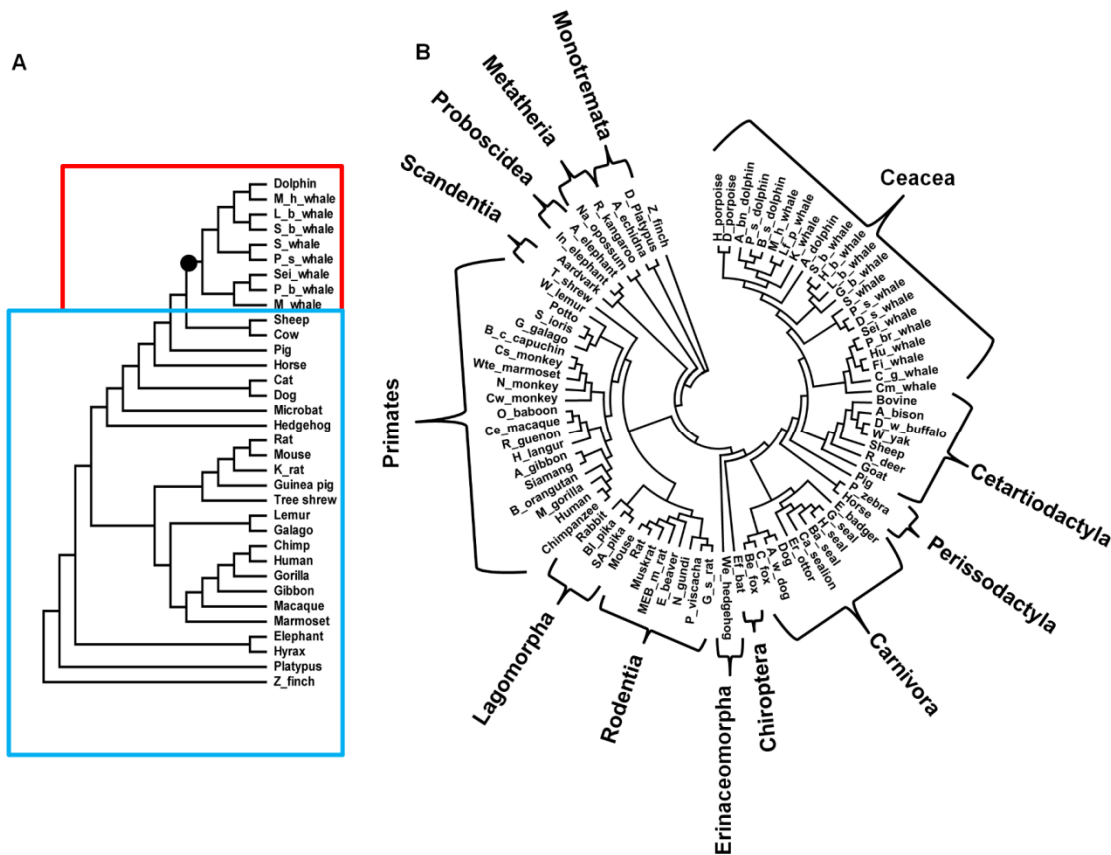 A
Dolphin
M_h_whale
L_b_whale
S_b_whale
S_whale
P_s_whale
Sei_whale
P_b_whale
M_whale
Sheep
Cow
Pig
Horse
Cat
Dog
Microbat
Hedgehog
Rat
Mouse
K_rat
Guinea pig
Tree shrew
Lemur
Galago
Chimp
Human
Gorilla
Gibbon
Macaque
Marmoset
Elephant
Hyrax
Platypus
Z_finch
B
Monotremata
Metatheria
Proboscidea
Scandentia
Primates
Lagomorpha
Rodentia
Erinaceomorpha
Chiroptera
Carnivora
Perissodactyla
Cetartiodactyla
Ceacea
H_porpoise
D_porpoise
A_bn_dolphin
P_s_dolphin
B_s_dolphin
M_h_whale
Lf_p_whale
K_whale
A_dolphin
S_b_whale
H_b_whale
L_b_whale
G_b_whale
S_whale
P_s_whale
D_s_whale
Sei_whale
P_br_whale
Hu_whale
Fi_whale
C_g_whale
Cm_whale
Bovine
A_bison
D_w_buffalo
W_yak
Sheep
R_deer
Goat
Pig
P_zebra
Horse
E_badger
G_seal
H_seal
Ba_seal
Ca_sealion
Er_ottor
Dog
A_w_dog
C_fox
Be_fox
Ef_bat
We_hedgehog
G_s_rat
P_viscacha
N_gundi
E_beaver
MEB_m_rat
Muskrat
Rat
Mouse
SA_pika
Bl_pika
Rabbit
Chimpanzee
Human
M_gorilla
B_orangutan
Siamang
A_gibbon
H_langur
R_guenon
Ce_macaque
O_baboon
Cw_monkey
N_monkey
Wte_marmoset
Cs_monkey
B_c_capuchin
G_galago
S_ioris
Potto
W_lemur
T_shrew
Aardvark
In_elephant
A_elephant
Na_opossum
R_kangaroo
A_echidna
D_Platypus
Z_finch